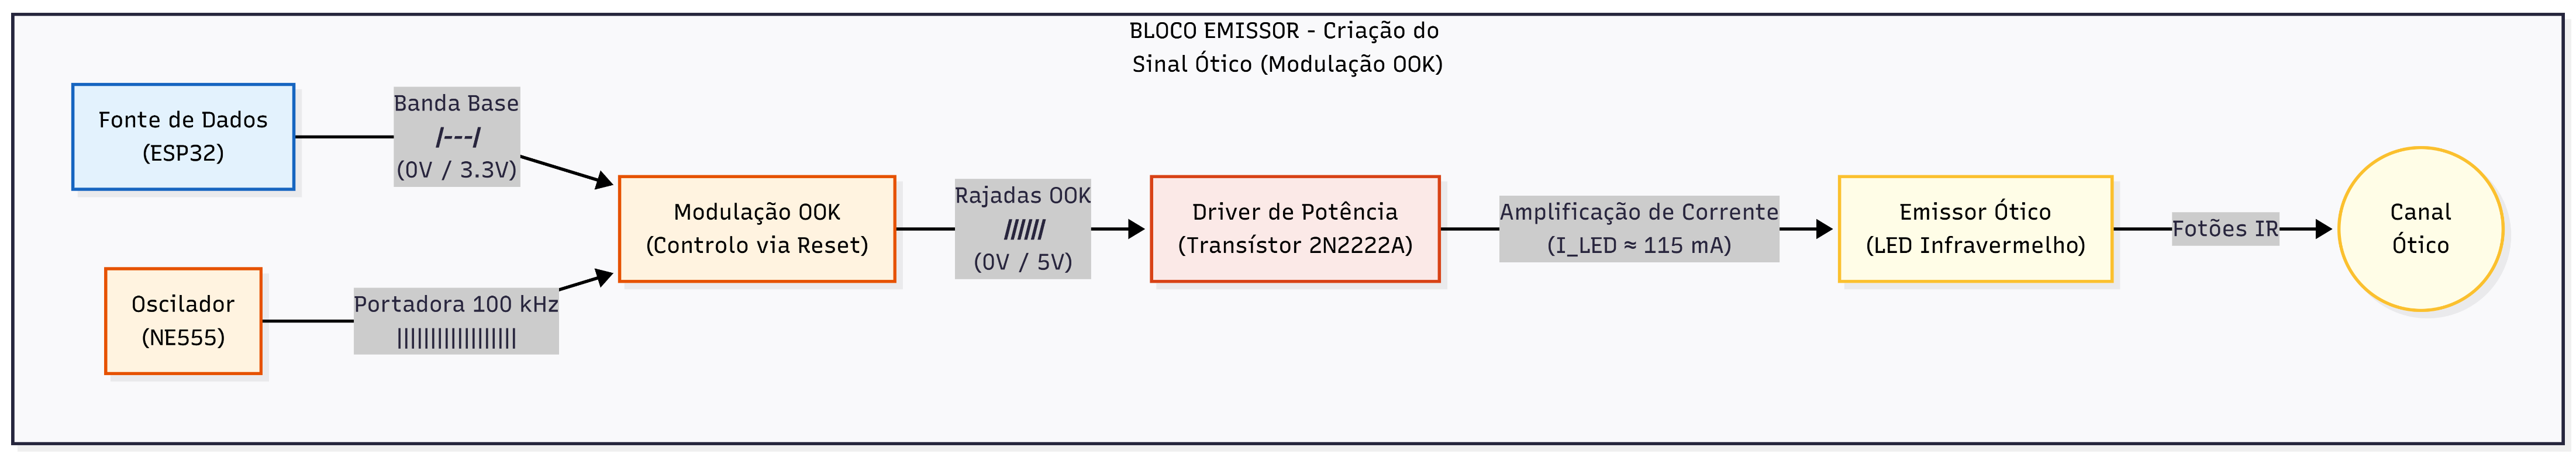 BLOCO EMISSOR - Criação do
Sinal Ótico (Modulação OOK)
Fonte de Dados
(ESP32)
Banda Base
/---/
(0V / 3.3V)
Oscilador
(NE555)
Portadora 100 kHz
||||||||||||||||||
Modulação OOK
(Controlo via Reset)
Rajadas OOK
//////
(0V / 5V)
Driver de Potência
(Transístor 2N2222A)
Amplificação de Corrente
(I_LED ≈ 115 mA)
Emissor Ótico
(LED Infravermelho)
Fotões IR
Canal
Ótico